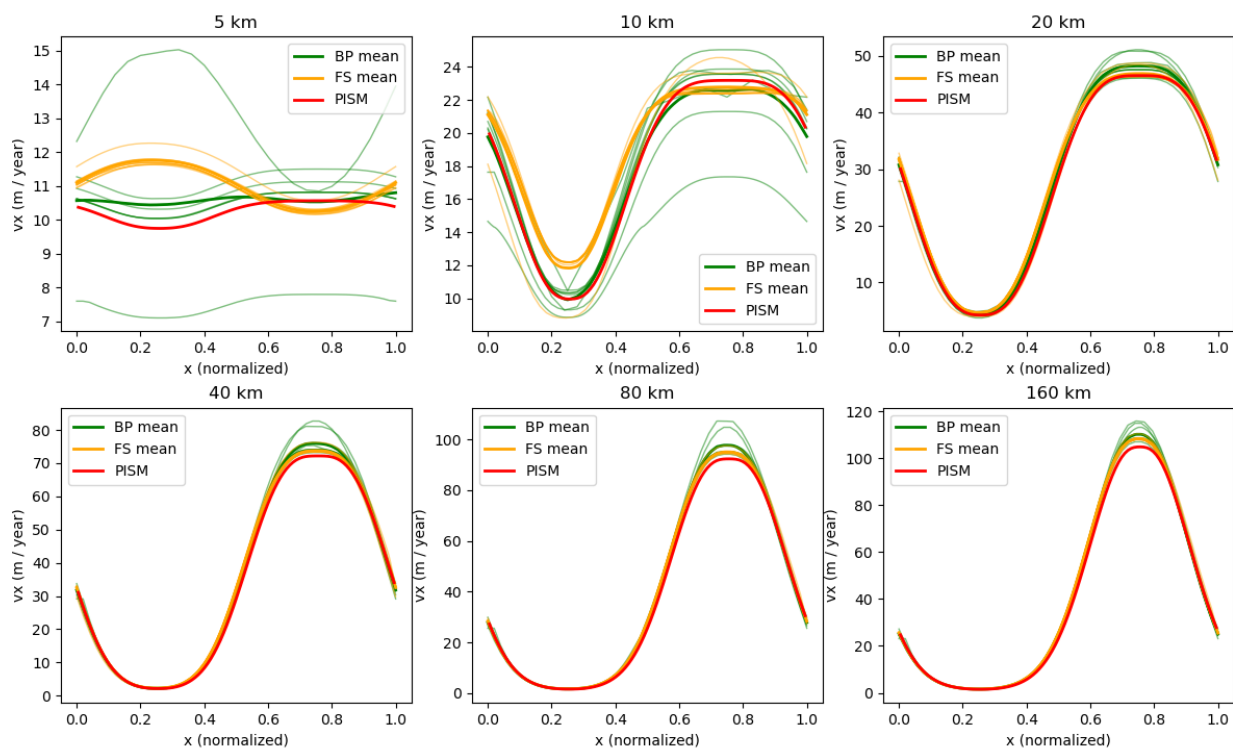 5 km
15
14
13
12
11
10
9
8
7
vx (m / year)
BP mean
FS mean
PISM
0.0 0.2 0.4 0.6 0.8 1.0
x (normalized)
10 km
24
22
20
18
16
14
12
10
vx (m / year)
BP mean
FS mean
PISM
0.0 0.2 0.4 0.6 0.8 1.0
x (normalized)
20 km
50
40
30
20
10
vx (m / year)
BP mean
FS mean
PISM
0.0 0.2 0.4 0.6 0.8 1.0
x (normalized)
40 km
80
70
60
50
40
30
20
10
0
vx (m / year)
BP mean
FS mean
PISM
0.0 0.2 0.4 0.6 0.8 1.0
x (normalized)
80 km
100
80
60
40
20
0
vx (m / year)
BP mean
FS mean
PISM
0.0 0.2 0.4 0.6 0.8 1.0
x (normalized)
160 km
120
100
80
60
40
20
0
vx (m / year)
BP mean
FS mean
PISM
0.0 0.2 0.4 0.6 0.8 1.0
x (normalized)